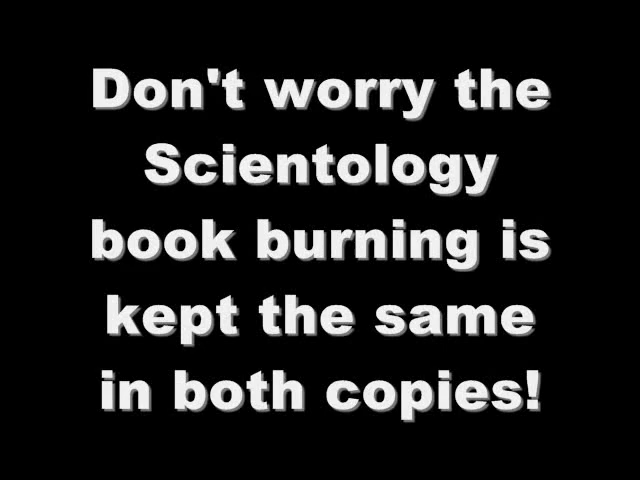 Don't worry the
Scientology
book burning is
kept the same
in both copies!